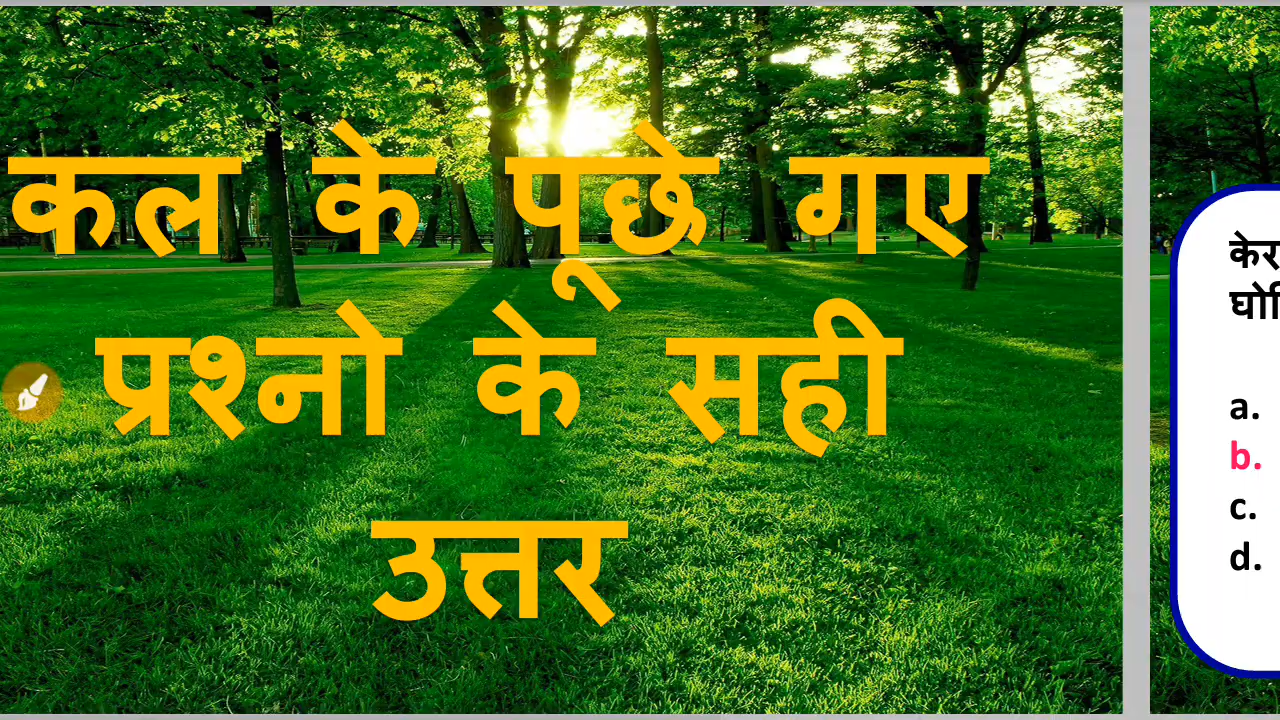 कल के पूछे गए
प्रश्नो के सही
उत्तर
a.
b.
c.
d.